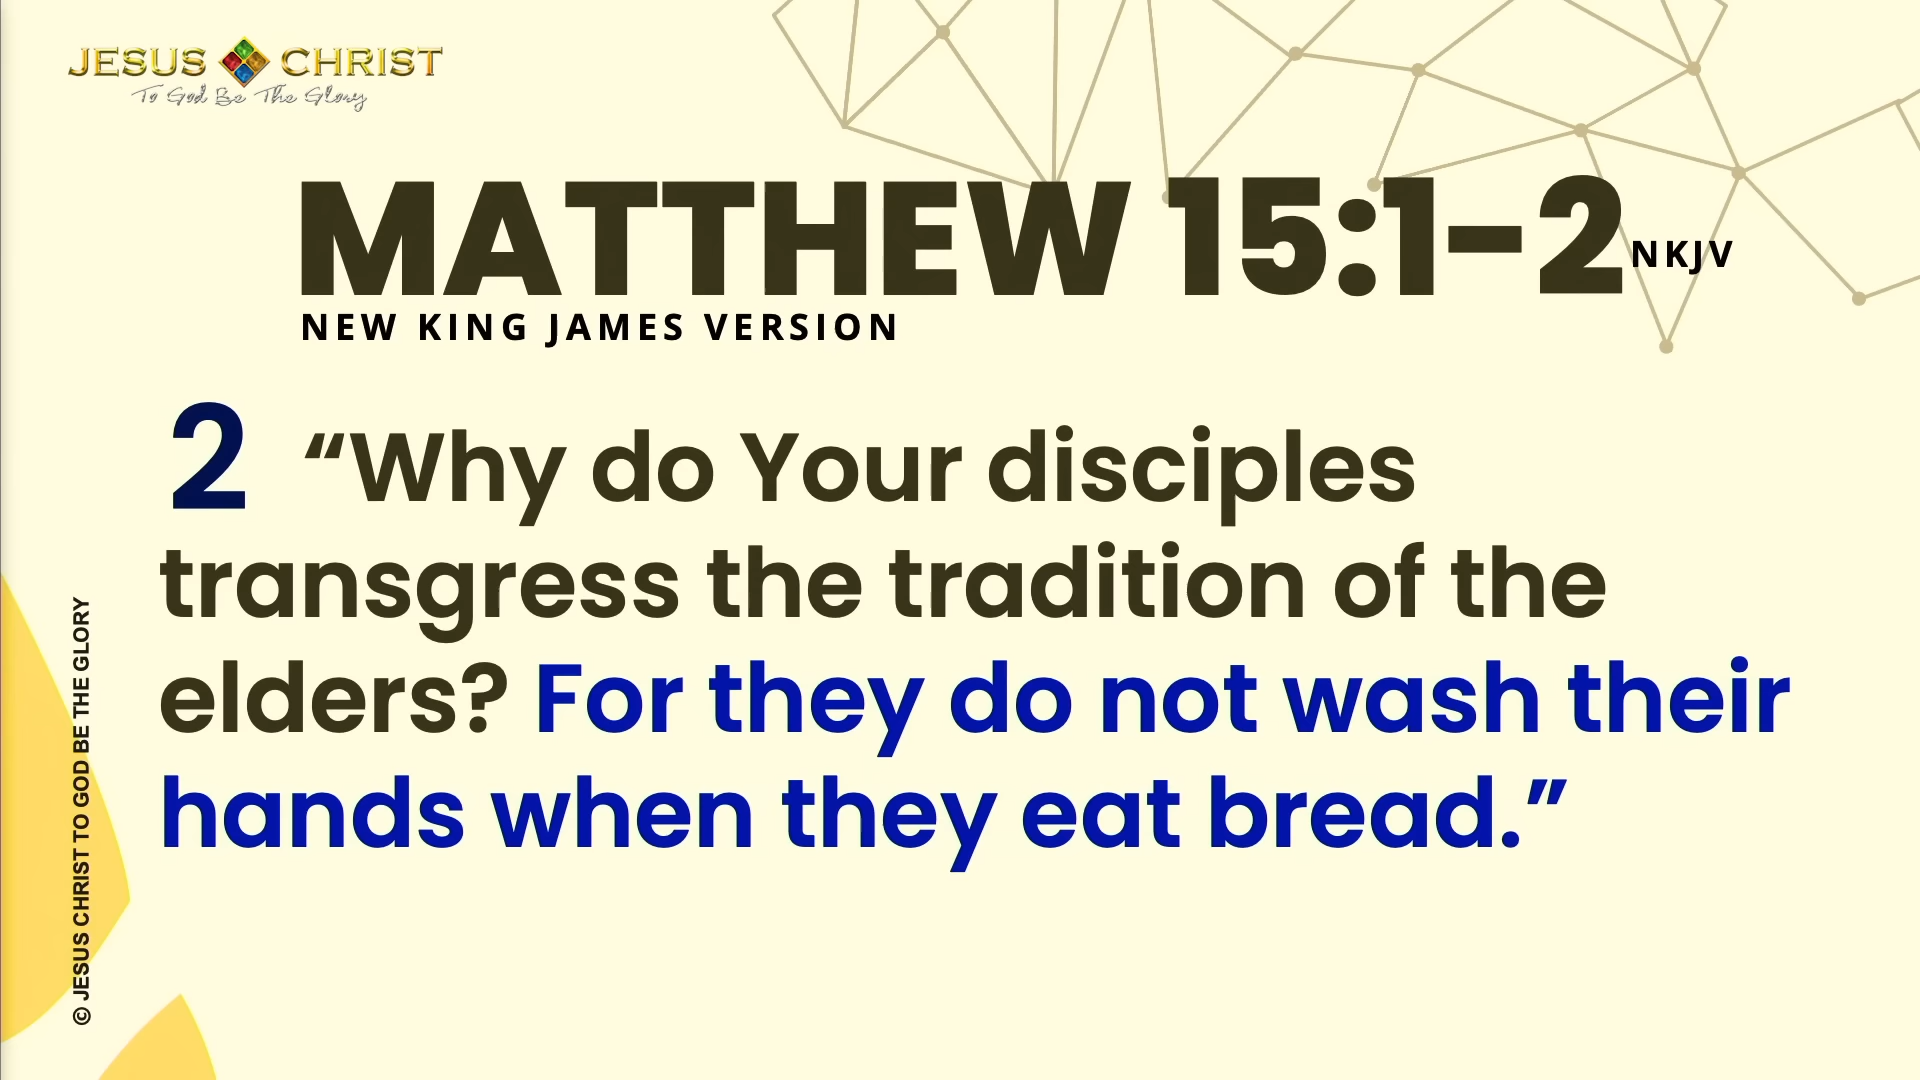 JESUS CHRIST
To God Be The Glory
MATTHEW 15:1-2 NKJV
NEW KING JAMES VERSION
2 “Why do Your disciples
transgress the tradition of the
elders? For they do not wash their
hands when they eat bread.”
© JESUS CHRIST TO GOD BE THE GLORY